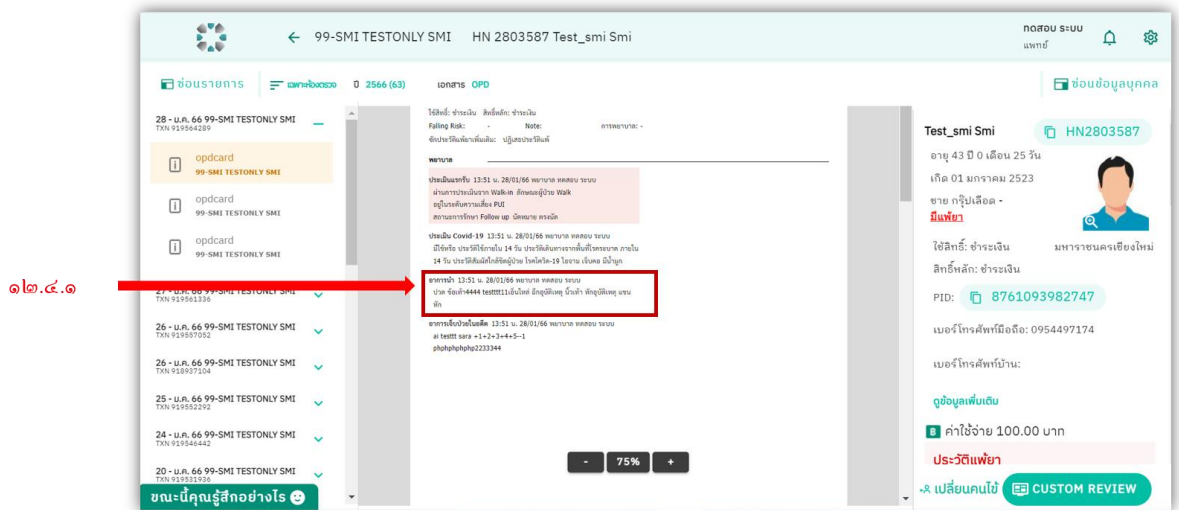 99-SMI TESTONLY SMI HN 2803587 Test_smi Smi
ทดสอบ ระบบ
แพทย์
ซ่อนรายการ เฉพาะห้องตรวจ ปี 2566 (63) เอกสาร OPD ซ่อนข้อมูลบุคคล
28 - ม.ค. 66 99-SMI TESTONLY SMI
TXN 919564289
opdcard
99-SMI TESTONLY SMI
opdcard
99-SMI TESTONLY SMI
opdcard
99-SMI TESTONLY SMI
๑๒.๔.๑
27 - ม.ค. 66 99-SMI TESTONLY SMI
TXN 919561336
26 - ม.ค. 66 99-SMI TESTONLY SMI
TXN 919557052
26 - ม.ค. 66 99-SMI TESTONLY SMI
TXN 918937104
25 - ม.ค. 66 99-SMI TESTONLY SMI
TXN 919552292
24 - ม.ค. 66 99-SMI TESTONLY SMI
TXN 919546442
20 - ม.ค. 66 99-SMI TESTONLY SMI
TXN 919531936
ขณะนี้คุณรู้สึกอย่างไร
ใช้สิทธิ์: ชำระเงิน สิทธิ์หลัก: ชำระเงิน
Falling Risk: - Note: การพยาบาล: -
ซักประวัติแพ้ยาเพิ่มเติม: ปฏิเสธประวัติแพ้
พยาบาล
ประเมินแรกรับ 13:51 น. 28/01/66 พยาบาล ทดสอบ ระบบ
ผ่านการประเมินจาก Walk-in ลักษณะผู้ป่วย Walk
อยู่ในระดับความเสี่ยง PUI
สถานะการรักษา Follow up นัดหมาย ตรงนัด
ประเมิน Covid-19 13:51 น. 28/01/66 พยาบาล ทดสอบ ระบบ
มีไข้หรือ ประวัติไข้ภายใน 14 วัน ประวัติเดินทางจากพื้นที่โรคระบาด ภายใน
14 วัน ประวัติสัมผัสใกล้ชิดผู้ป่วย โรคโควิด-19 ไอจาม เจ็บคอ มีน้ำมูก
อาการนำ 13:51 น. 28/01/66 พยาบาล ทดสอบ ระบบ
ปวด ข้อเท้า4444 testtttt11เอ็นไหล่ ฉีกอุบัติเหตุ นิ้วเท้า หักอุบัติเหตุ แขน
หัก
อาการเจ็บป่วยในอดีต 13:51 น. 28/01/66 พยาบาล ทดสอบ ระบบ
ai testtt sara +1+2+3+4+5--1
phphphphphp2233344
- 75% +
Test_smi Smi HN2803587
อายุ 43 ปี 0 เดือน 25 วัน
เกิด 01 มกราคม 2523
ชาย กรุ๊ปเลือด -
มีแพ้ยา
ใช้สิทธิ์: ชำระเงิน มหาราชนครเชียงใหม่
สิทธิ์หลัก: ชำระเงิน
PID: 8761093982747
เบอร์โทรศัพท์มือถือ: 0954497174
เบอร์โทรศัพท์บ้าน:
ดูข้อมูลเพิ่มเติม
B ค่าใช้จ่าย 100.00 บาท
ประวัติแพ้ยา
เปลี่ยนคนไข้ CUSTOM REVIEW